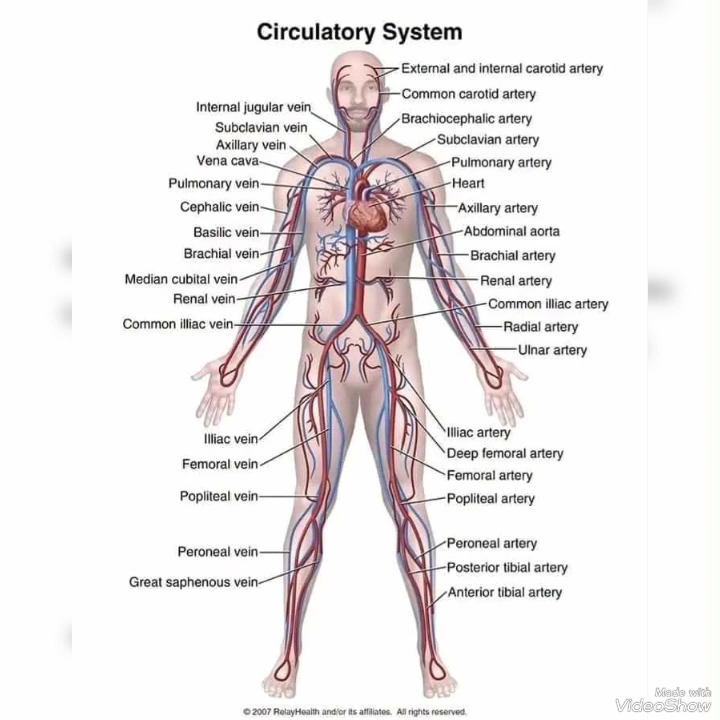 Circulatory System
External and internal carotid artery
Common carotid artery
Internal jugular vein
Brachiocephalic artery
Subclavian vein
Subclavian artery
Axillary vein
Vena cava
Pulmonary artery
Pulmonary vein
Heart
Cephalic vein
Axillary artery
Basilic vein
Abdominal aorta
Brachial vein
Brachial artery
Median cubital vein
Renal artery
Renal vein
Common illiac artery
Common illiac vein
Radial artery
Ulnar artery
Illiac vein
Illiac artery
Deep femoral artery
Femoral vein
Femoral artery
Popliteal vein
Popliteal artery
Peroneal artery
Peroneal vein
Posterior tibial artery
Great saphenous vein
Anterior tibial artery
Made with
VideoShow
© 2007 RelayHealth and/or its affiliates. All rights reserved.